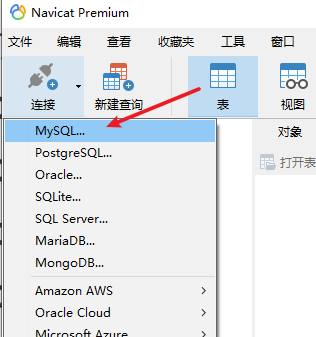 Navicat Premium
文件 编辑 查看 收藏夹 工具 窗口
连接 新建查询 表 视图
MySQL...
对象
PostgreSQL...
Oracle...
打开表
SQLite...
SQL Server...
MariaDB...
MongoDB...
Amazon AWS
Oracle Cloud
Microsoft Azure